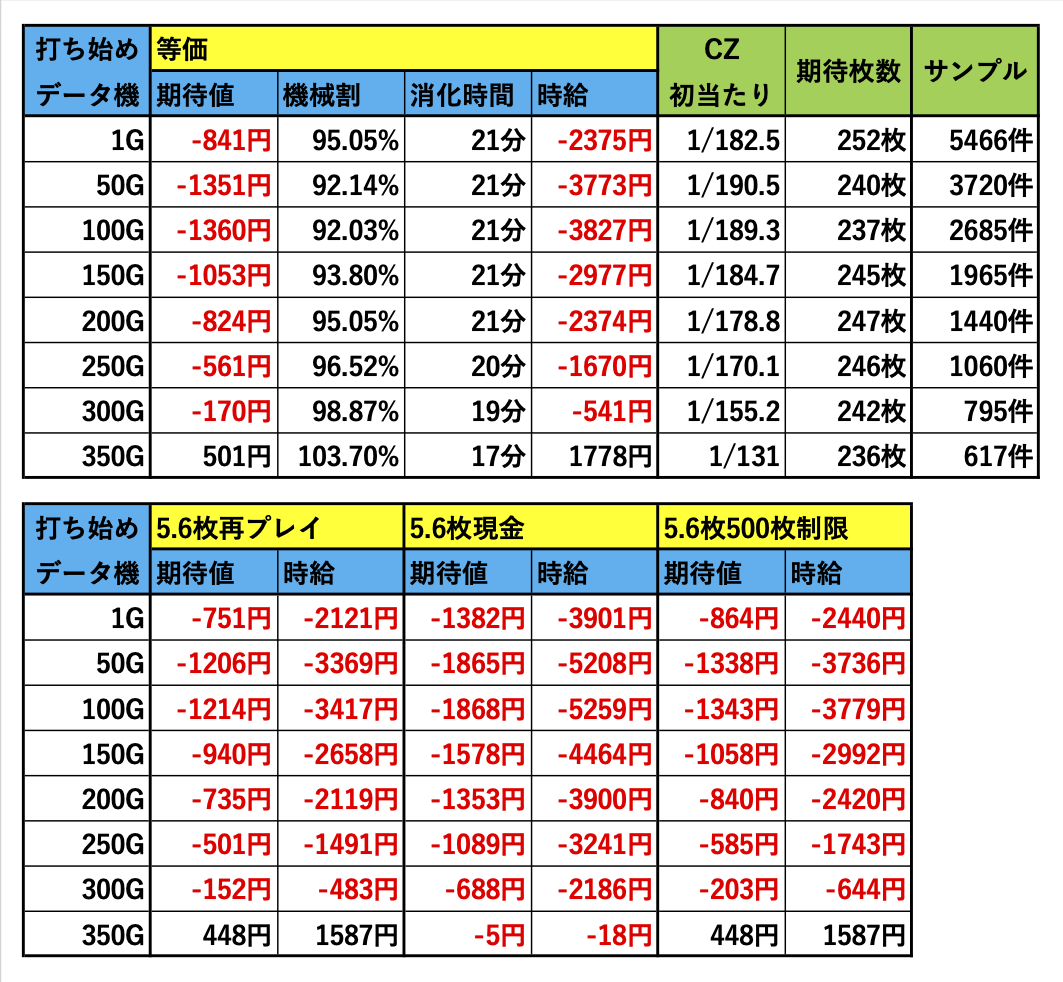 打ち始め 等価 CZ 期待枚数 サンプル
データ機 期待値 機械割 消化時間 時給 初当たり
1G -841円 95.05% 21分 -2375円 1/182.5 252枚 5466件
50G -1351円 92.14% 21分 -3773円 1/190.5 240枚 3720件
100G -1360円 92.03% 21分 -3827円 1/189.3 237枚 2685件
150G -1053円 93.80% 21分 -2977円 1/184.7 245枚 1965件
200G -824円 95.05% 21分 -2374円 1/178.8 247枚 1440件
250G -561円 96.52% 20分 -1670円 1/170.1 246枚 1060件
300G -170円 98.87% 19分 -541円 1/155.2 242枚 795件
350G 501円 103.70% 17分 1778円 1/131 236枚 617件
打ち始め 5.6枚再プレイ 5.6枚現金 5.6枚500枚制限
データ機 期待値 時給 期待値 時給 期待値 時給
1G -751円 -2121円 -1382円 -3901円 -864円 -2440円
50G -1206円 -3369円 -1865円 -5208円 -1338円 -3736円
100G -1214円 -3417円 -1868円 -5259円 -1343円 -3779円
150G -940円 -2658円 -1578円 -4464円 -1058円 -2992円
200G -735円 -2119円 -1353円 -3900円 -840円 -2420円
250G -501円 -1491円 -1089円 -3241円 -585円 -1743円
300G -152円 -483円 -688円 -2186円 -203円 -644円
350G 448円 1587円 -5円 -18円 448円 1587円